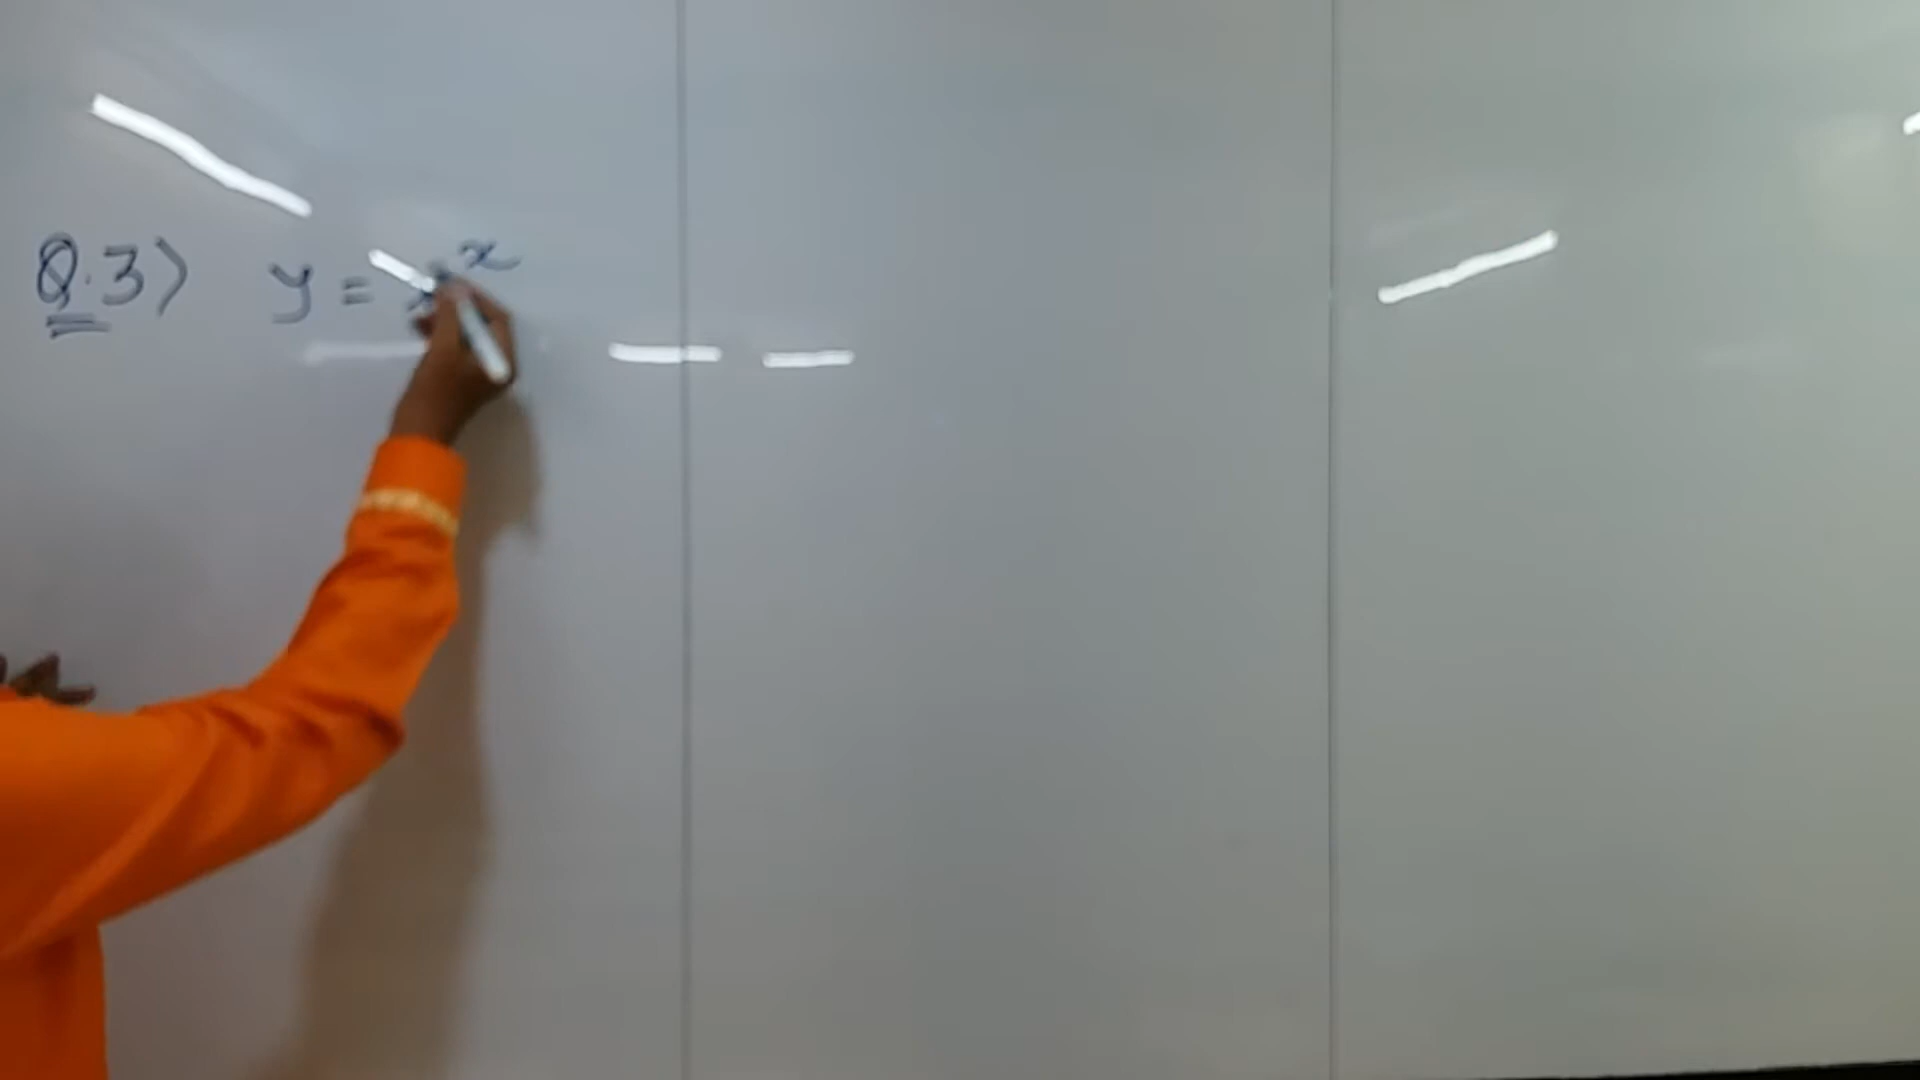 Q.3) y = x^x